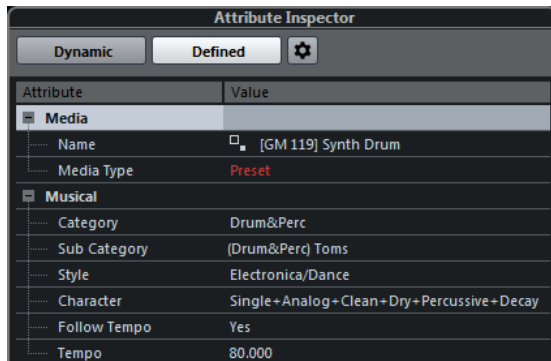 Attribute Inspector
Dynamic Defined
Attribute Value
Media
Name [GM 119] Synth Drum
Media Type Preset
Musical
Category Drum&Perc
Sub Category (Drum&Perc) Toms
Style Electronica/Dance
Character Single+Analog+Clean+Dry+Percussive+Decay
Follow Tempo Yes
Tempo 80.000